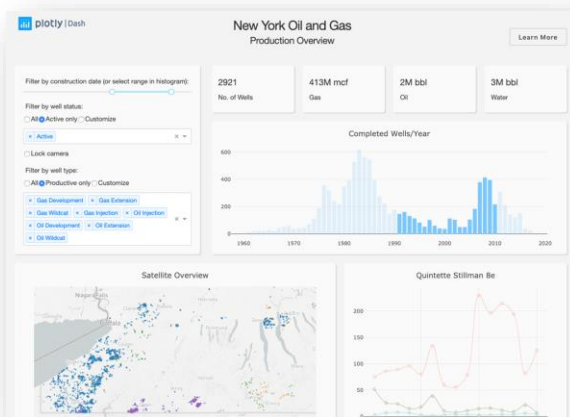 plotly | Dash
New York Oil and Gas
Production Overview
Learn More
Filter by construction date (or select range in histogram):
Filter by well status:
All Active only Customize
× Active
Lock camera
Filter by well type:
All Productive only Customize
× Gas Development × Gas Extension
× Gas Wildcat × Gas Injection × Oil Injection
× Oil Development × Oil Extension
× Oil Wildcat
2921
No. of Wells
413M mcf
Gas
2M bbl
Oil
3M bbl
Water
Completed Wells/Year
600
400
200
0
1960 1970 1980 1990 2000 2010 2020
Satellite Overview
Niagara Falls
Quintette Stillman 8e
200
150
100
50
0